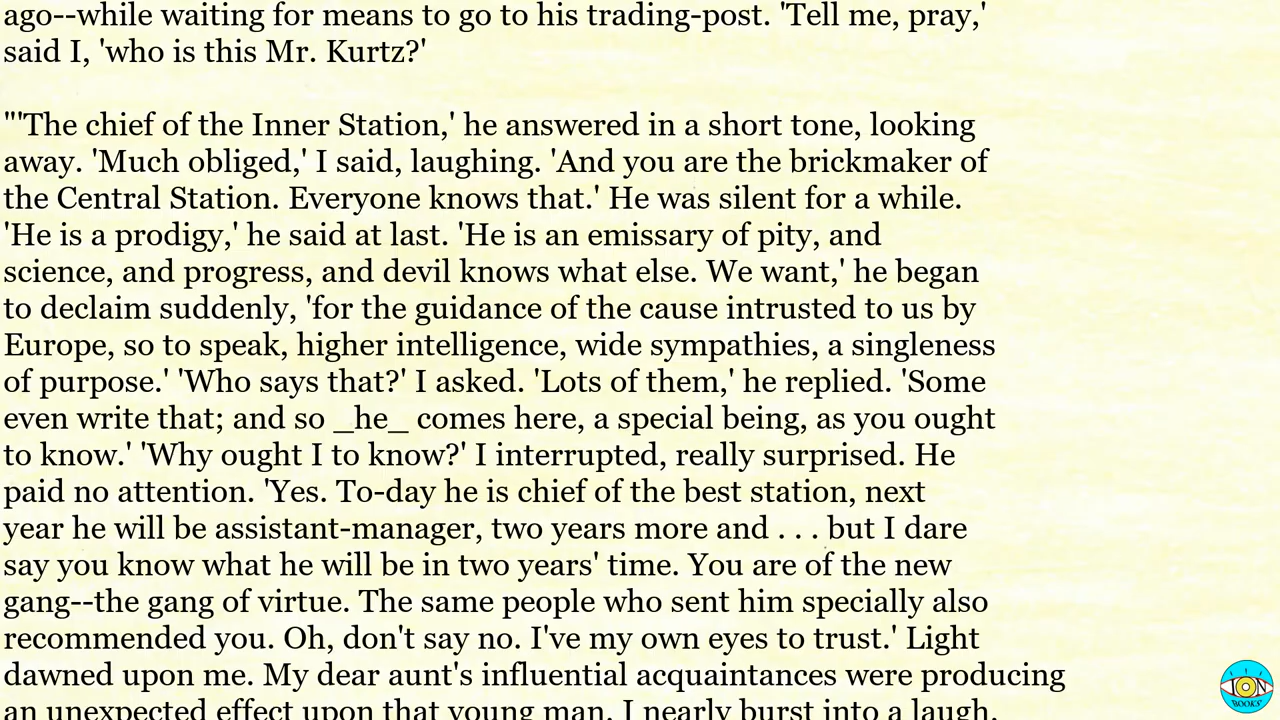 ago--while waiting for means to go to his trading-post. 'Tell me, pray,'
said I, 'who is this Mr. Kurtz?'
"'The chief of the Inner Station,' he answered in a short tone, looking
away. 'Much obliged,' I said, laughing. 'And you are the brickmaker of
the Central Station. Everyone knows that.' He was silent for a while.
'He is a prodigy,' he said at last. 'He is an emissary of pity, and
science, and progress, and devil knows what else. We want,' he began
to declaim suddenly, 'for the guidance of the cause intrusted to us by
Europe, so to speak, higher intelligence, wide sympathies, a singleness
of purpose.' 'Who says that?' I asked. 'Lots of them,' he replied. 'Some
even write that; and so _he_ comes here, a special being, as you ought
to know.' 'Why ought I to know?' I interrupted, really surprised. He
paid no attention. 'Yes. To-day he is chief of the best station, next
year he will be assistant-manager, two years more and . . . but I dare
say you know what he will be in two years' time. You are of the new
gang--the gang of virtue. The same people who sent him specially also
recommended you. Oh, don't say no. I've my own eyes to trust.' Light
dawned upon me. My dear aunt's influential acquaintances were producing
an unexpected effect upon that young man. I nearly burst into a laugh.
ION
BOOKS